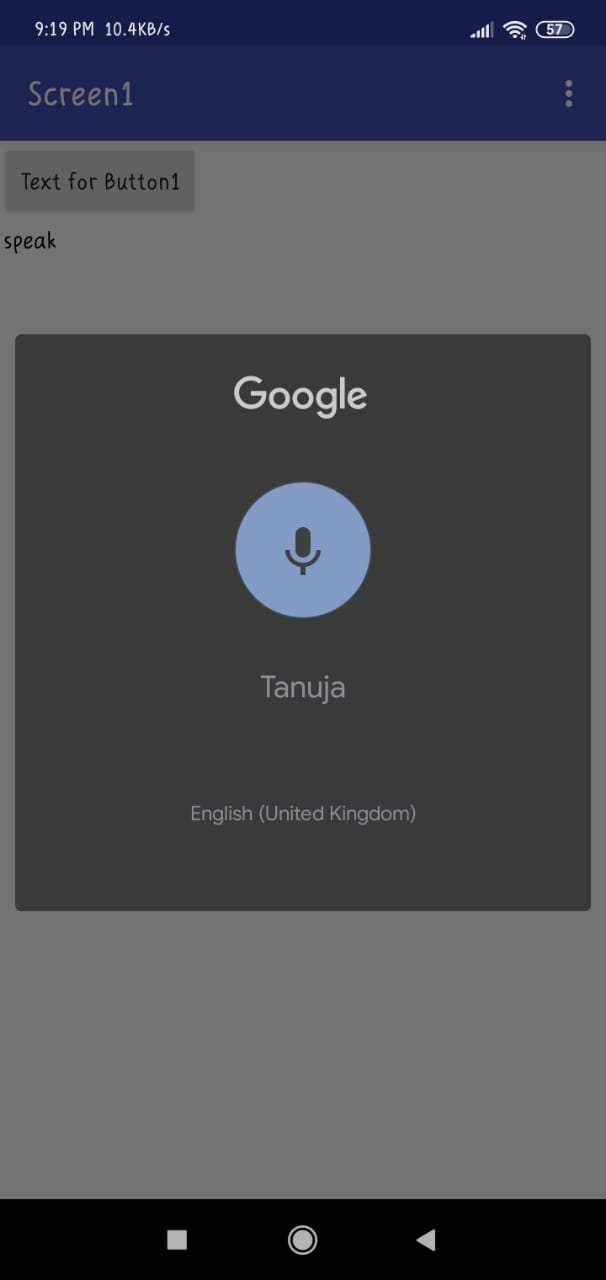 9:19 PM 10.4KB/s 57
Screen1
Text for Button1
speak
Google
Tanuja
English (United Kingdom)